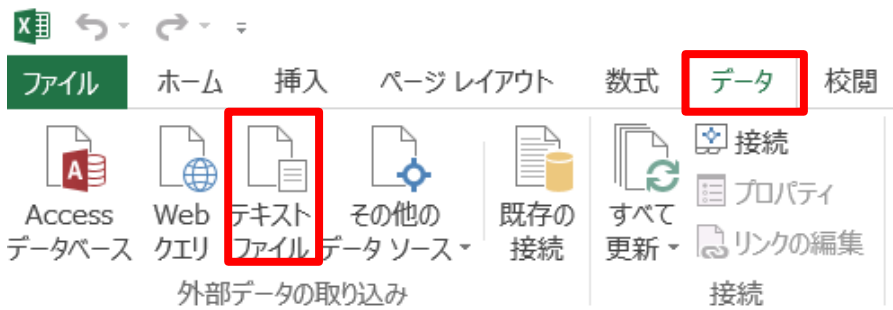 ファイル ホーム 挿入 ページ レイアウト 数式 データ 校閲
Access
データベース
Web
クエリ
テキスト
ファイル
その他の
データ ソース
既存の
接続
外部データの取り込み
すべて
更新
接続
プロパティ
リンクの編集
接続